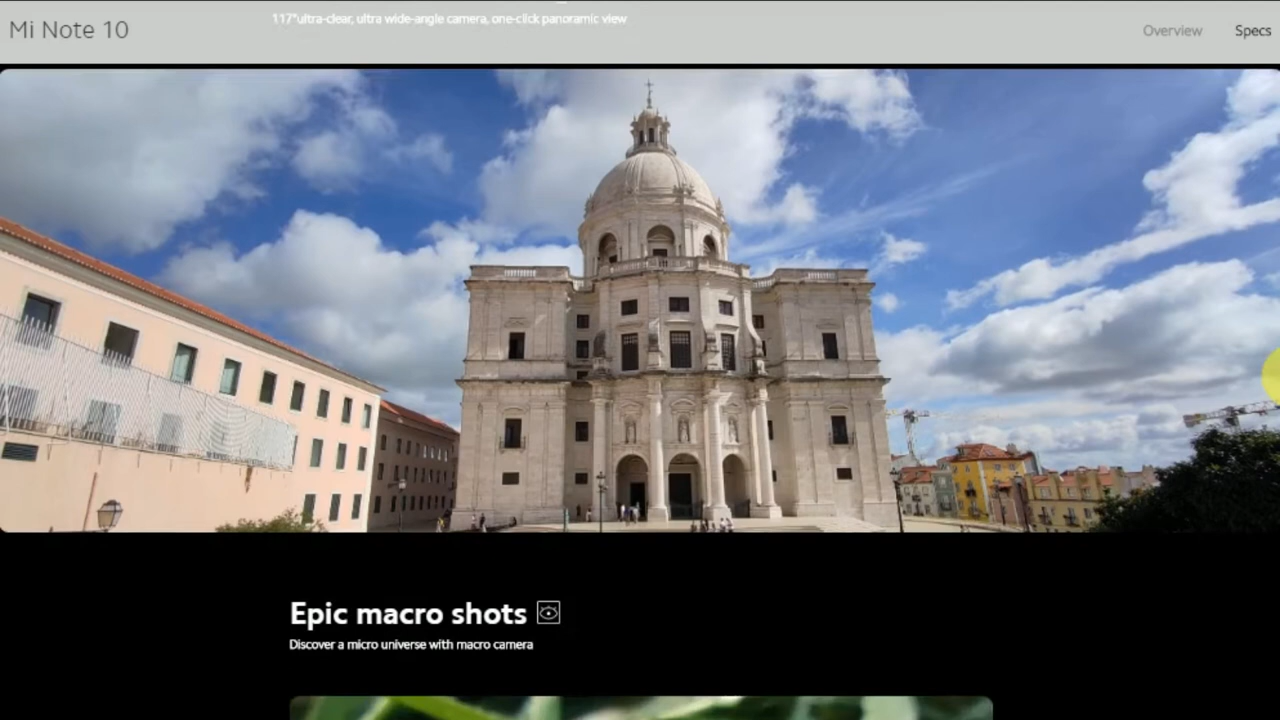 117°ultra-clear, ultra wide-angle camera, one-click panoramic view
Mi Note 10
Overview
Specs
Epic macro shots
Discover a micro universe with macro camera